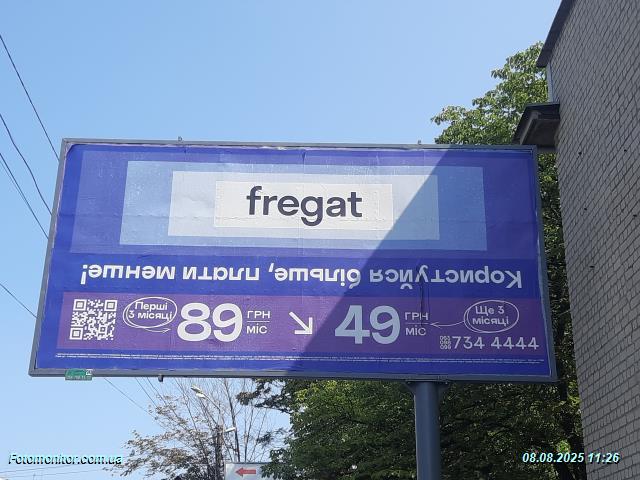 fregat
Користуйся більше, плати менше!
Перші
3 місяці
89 ГРН
МІС
49 ГРН
МІС
Ще 3
місяці
734 4444
Fotomonitor.com.ua
08.08.2025 11:26